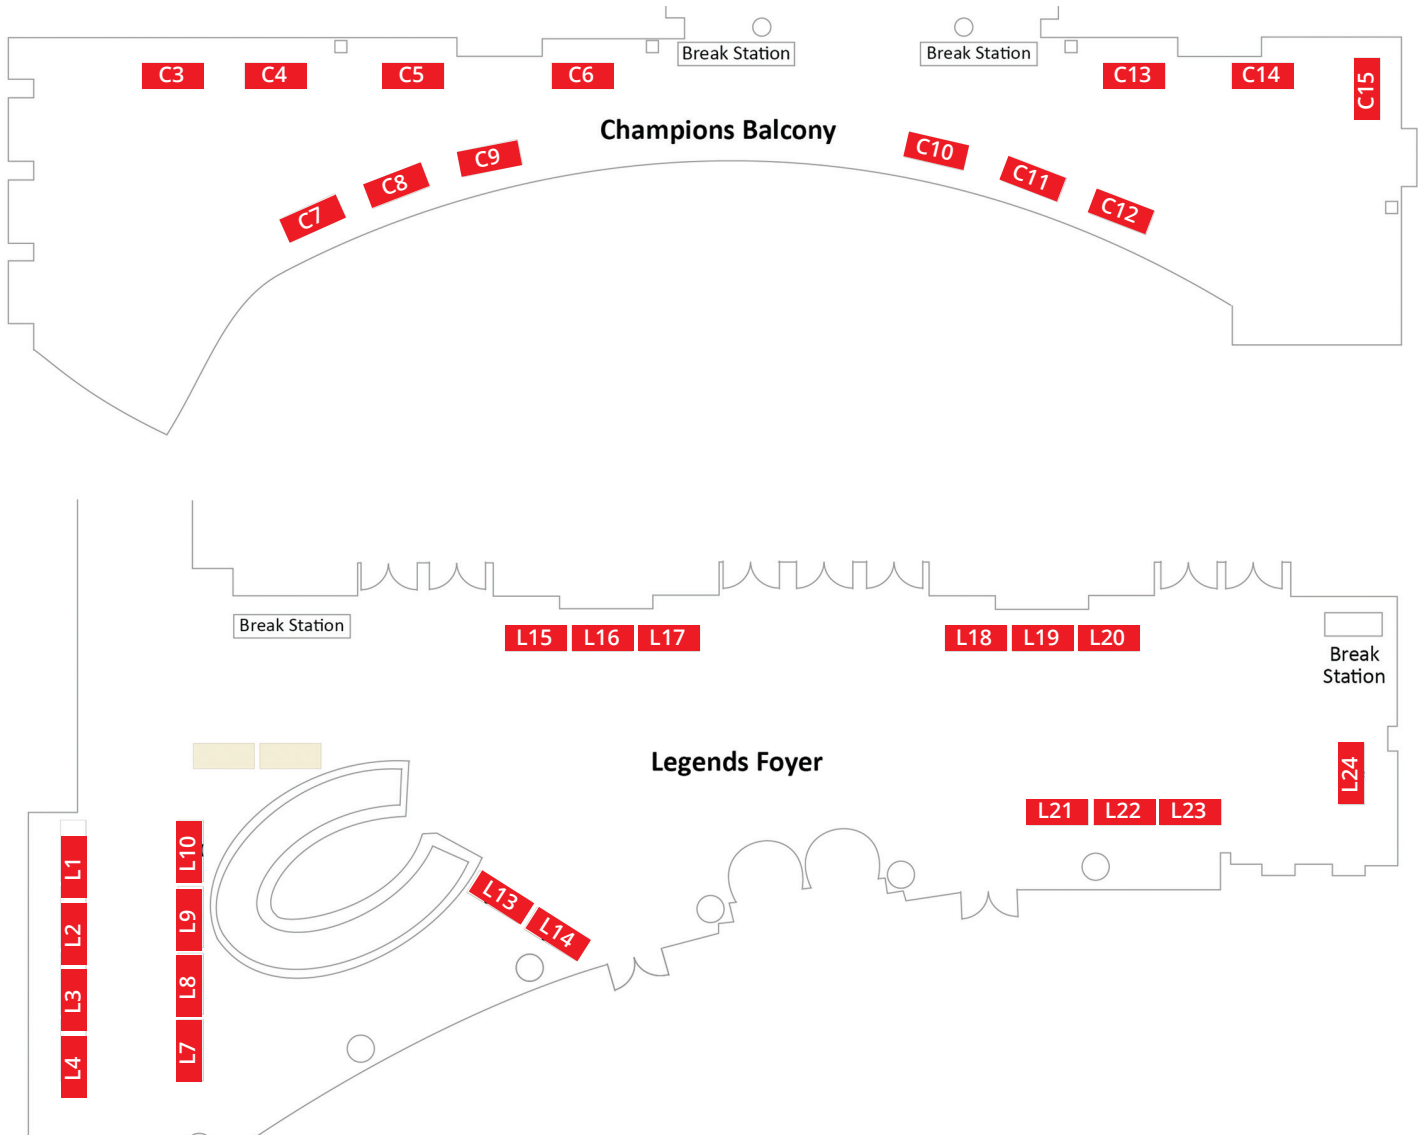 Break Station
Break Station
C3
C4
C5
C6
C13
C14
C15
Champions Balcony
C7
C8
C9
C10
C11
C12
Break Station
L15
L16
L17
L18
L19
L20
Break
Station
Legends Foyer
L24
L21
L22
L23
L1
L2
L3
L4
L10
L9
L8
L7
L13
L14